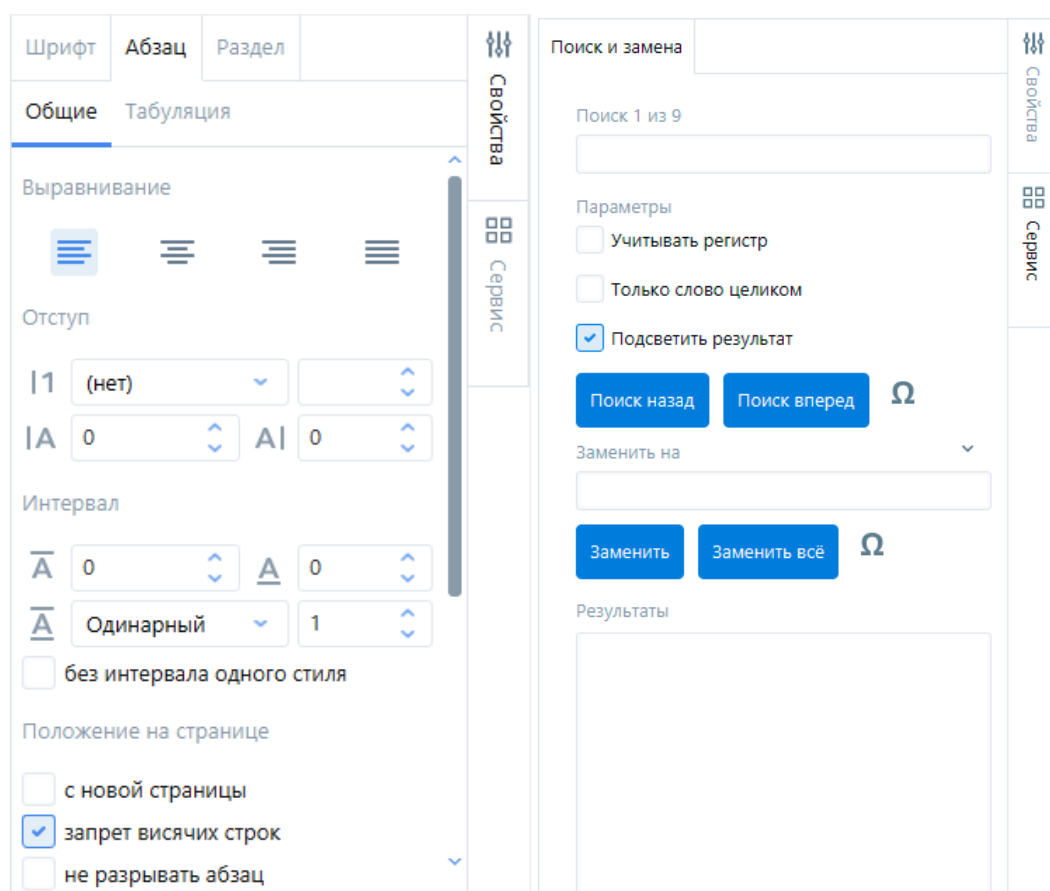 Шрифт Абзац Раздел
Общие Табуляция
Выравнивание
Отступ
|1 (нет)
|A 0 A| 0
Интервал
A 0 A 0
A Одинарный 1
без интервала одного стиля
Положение на странице
с новой страницы
запрет висячих строк
не разрывать абзац
Свойства
Сервис
Поиск и замена
Поиск 1 из 9
Параметры
Учитывать регистр
Только слово целиком
Подсветить результат
Поиск назад Поиск вперед Ω
Заменить на
Заменить Заменить всё Ω
Результаты
Свойства
Сервис